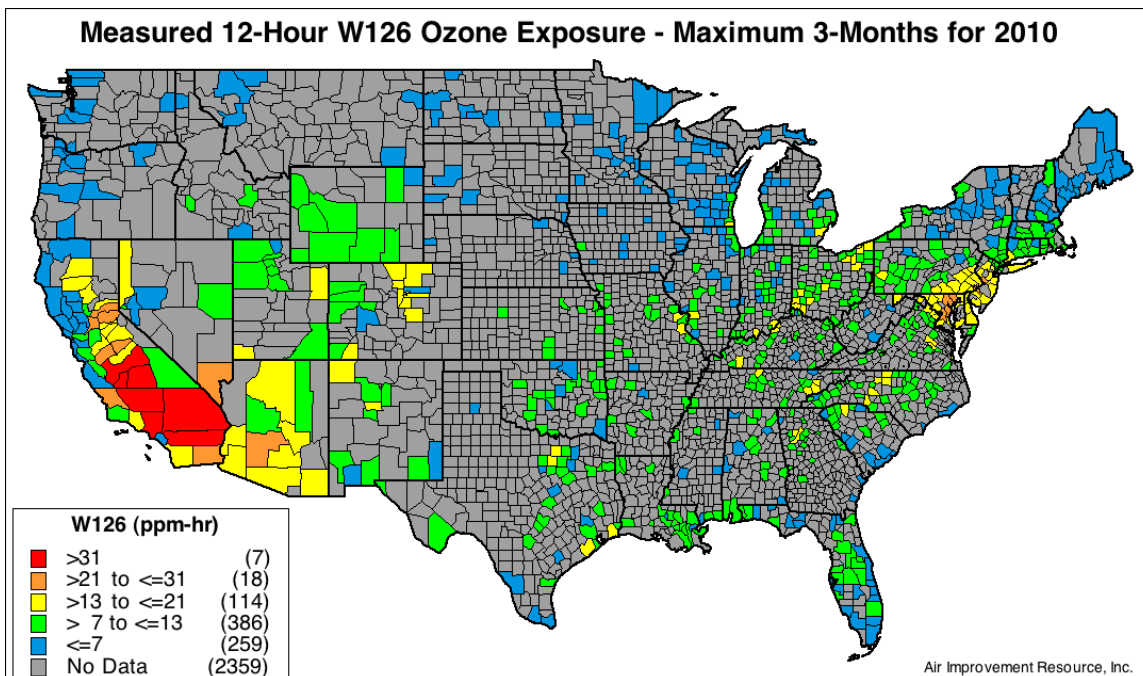 Measured 12-Hour W126 Ozone Exposure - Maximum 3-Months for 2010
W126 (ppm-hr)
>31 (7)
>21 to <=31 (18)
>13 to <=21 (114)
> 7 to <=13 (386)
<=7 (259)
No Data (2359)
Air Improvement Resource, Inc.